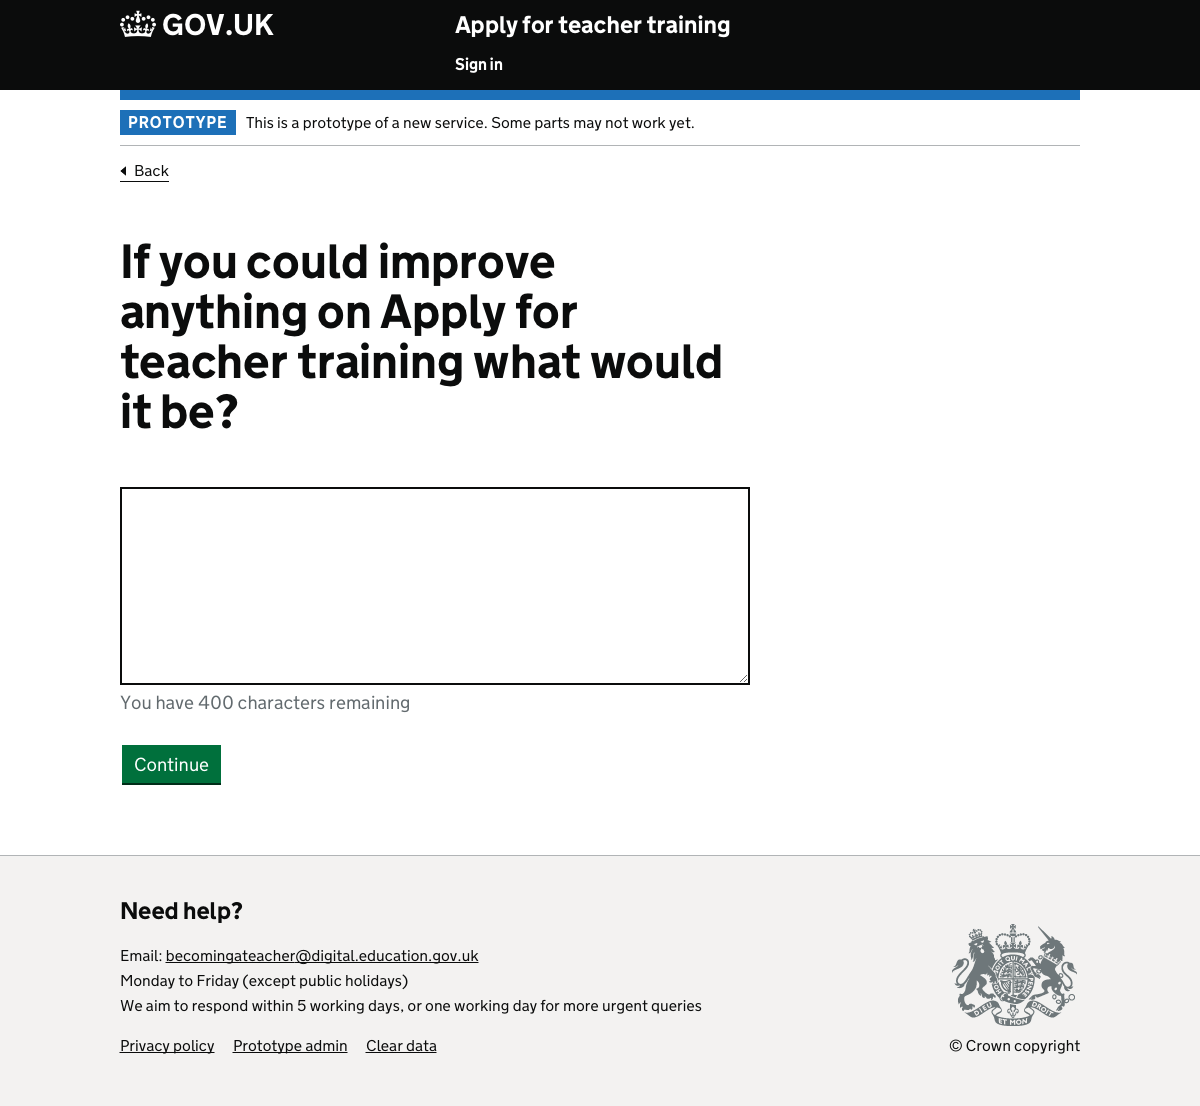 GOV.UK
Apply for teacher training
Sign in
PROTOTYPE This is a prototype of a new service. Some parts may not work yet.
Back
If you could improve
anything on Apply for
teacher training what would
it be?
You have 400 characters remaining
Continue
Need help?
Email: becomingateacher@digital.education.gov.uk
Monday to Friday (except public holidays)
We aim to respond within 5 working days, or one working day for more urgent queries
Privacy policy Prototype admin Clear data
DIEU ET MON DROIT
© Crown copyright